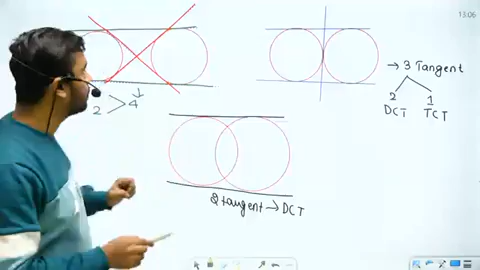 13:06
2 > 4
→ 3 Tangent
2 1
DCT TCT
2 tangent → DCT